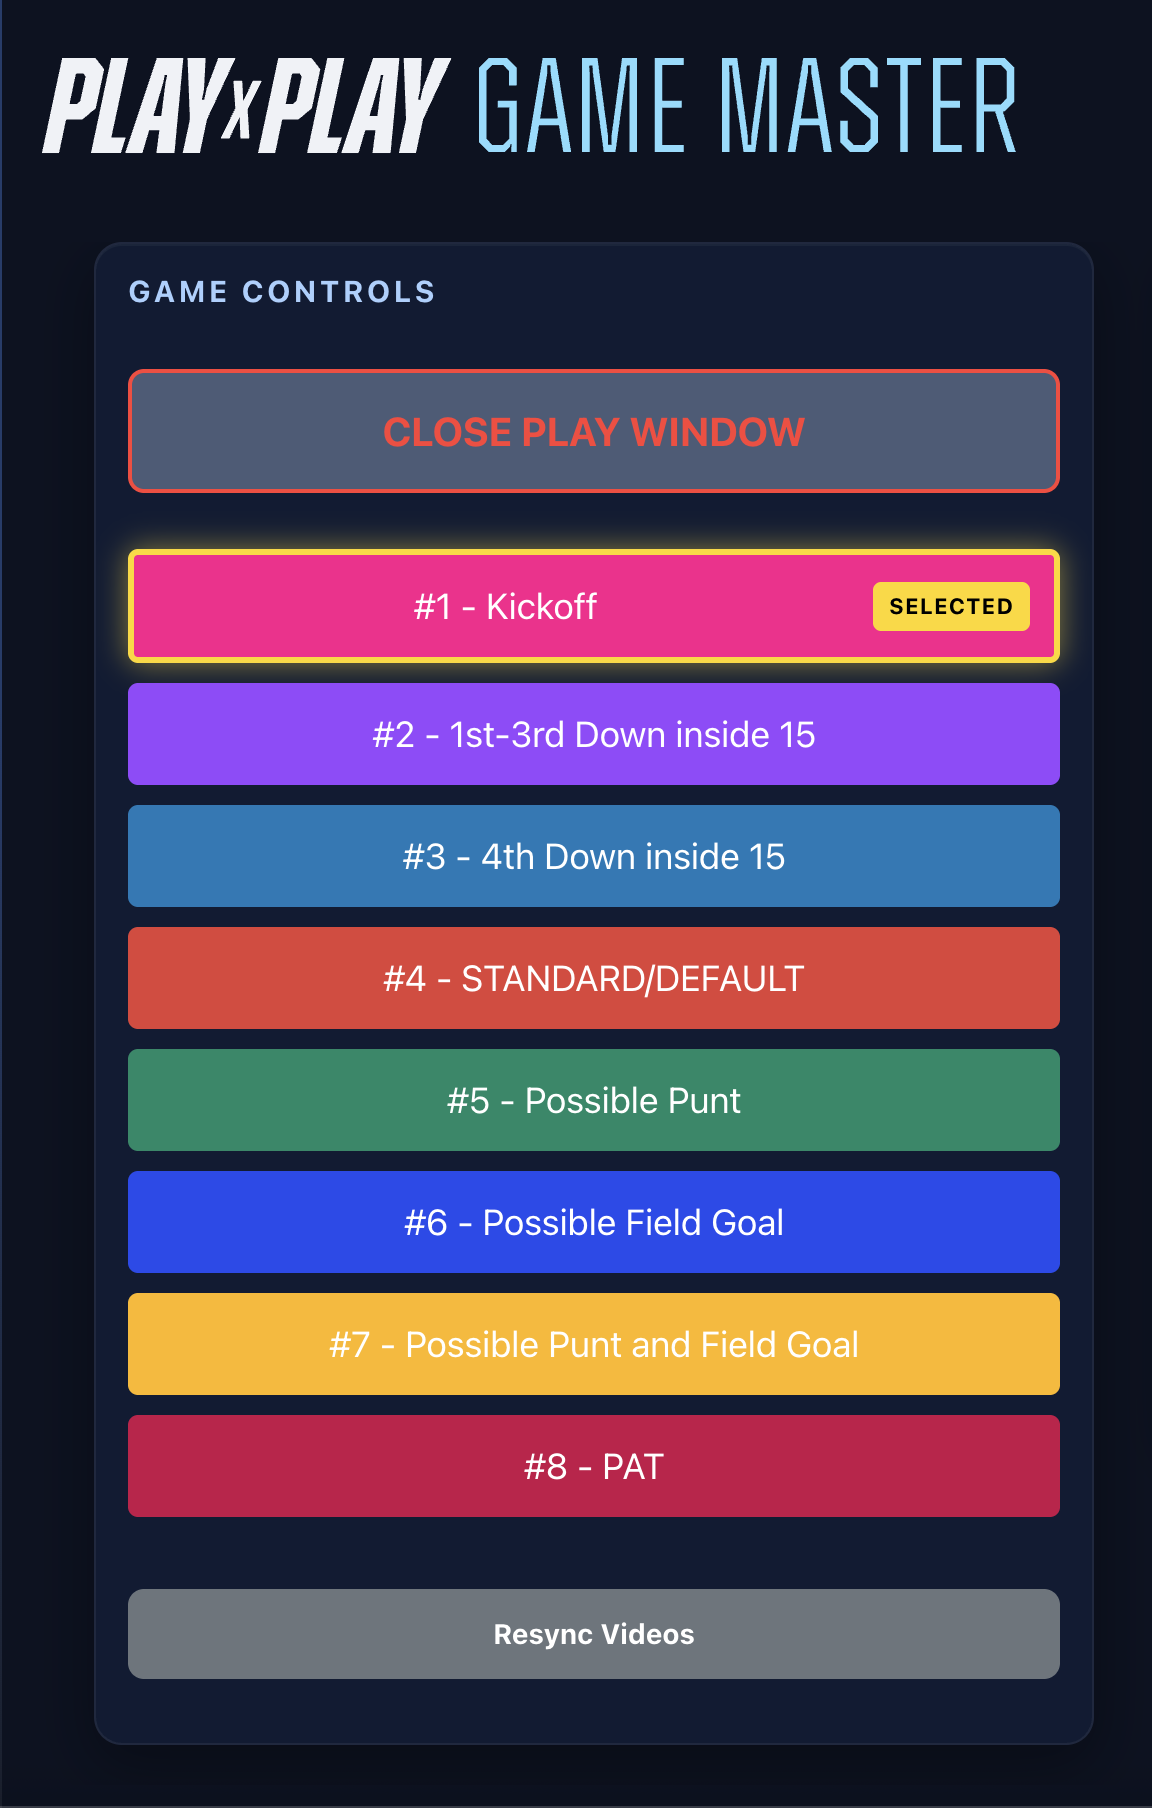 PLAYXPLAY GAME MASTER
GAME CONTROLS
CLOSE PLAY WINDOW
#1 - Kickoff SELECTED
#2 - 1st-3rd Down inside 15
#3 - 4th Down inside 15
#4 - STANDARD/DEFAULT
#5 - Possible Punt
#6 - Possible Field Goal
#7 - Possible Punt and Field Goal
#8 - PAT
Resync Videos